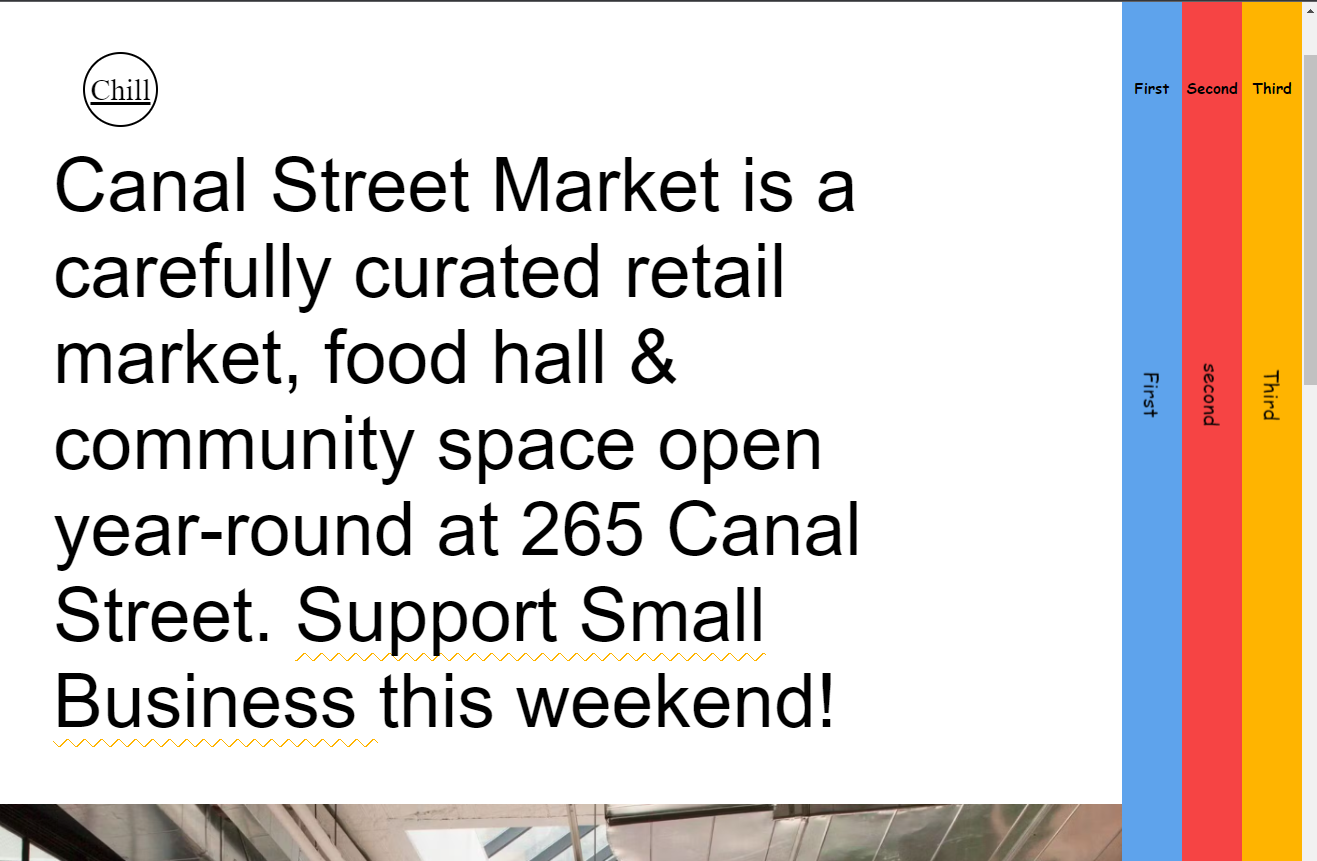 Chill
First Second Third
Canal Street Market is a
carefully curated retail
market, food hall &
community space open
year-round at 265 Canal
Street. Support Small
Business this weekend!
First
second
Third